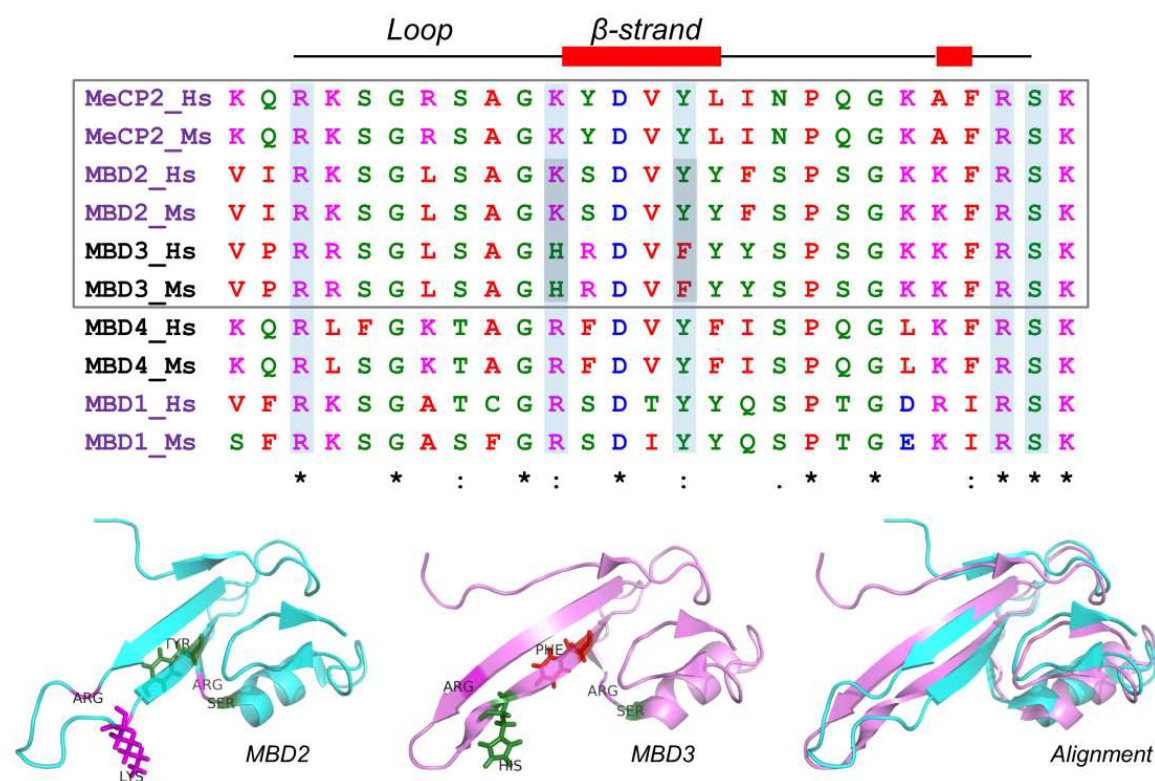 Loop β-strand
MeCP2_Hs K Q R K S G R S A G K Y D V Y L I N P Q G K A F R S K
MeCP2_Ms K Q R K S G R S A G K Y D V Y L I N P Q G K A F R S K
MBD2_Hs V I R K S G L S A G K S D V Y Y F S P S G K K F R S K
MBD2_Ms V I R K S G L S A G K S D V Y Y F S P S G K K F R S K
MBD3_Hs V P R R S G L S A G H R D V F Y Y S P S G K K F R S K
MBD3_Ms V P R R S G L S A G H R D V F Y Y S P S G K K F R S K
MBD4_Hs K Q R L F G K T A G R F D V Y F I S P Q G L K F R S K
MBD4_Ms K Q R L S G K T A G R F D V Y F I S P Q G L K F R S K
MBD1_Hs V F R K S G A T C G R S D T Y Y Q S P T G D R I R S K
MBD1_Ms S F R K S G A S F G R S D I Y Y Q S P T G E K I R S K
* * : * : * : . * * : * * *
TYR ARG ARG SER LYS MBD2
PHE ARG ARG SER HIS MBD3
Alignment